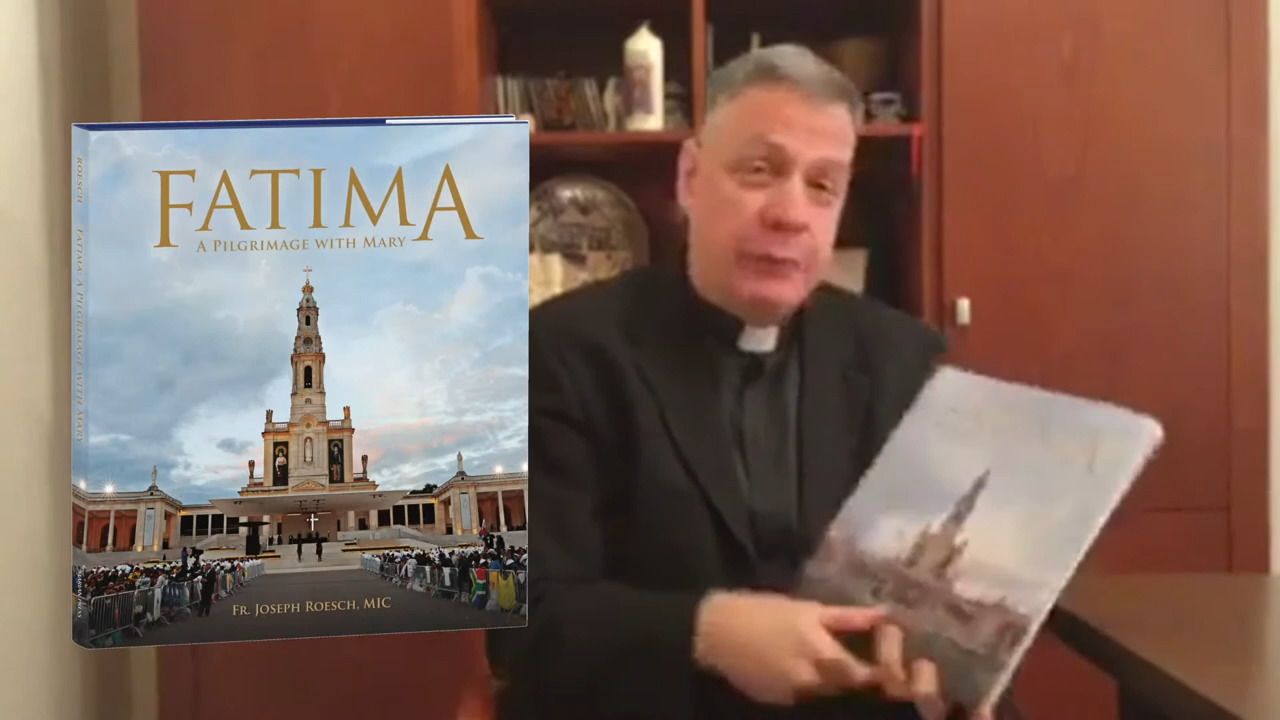 FATIMA
A PILGRIMAGE WITH MARY
FR. JOSEPH ROESCH, MIC
ROESCH FATIMA: A PILGRIMAGE WITH MARY